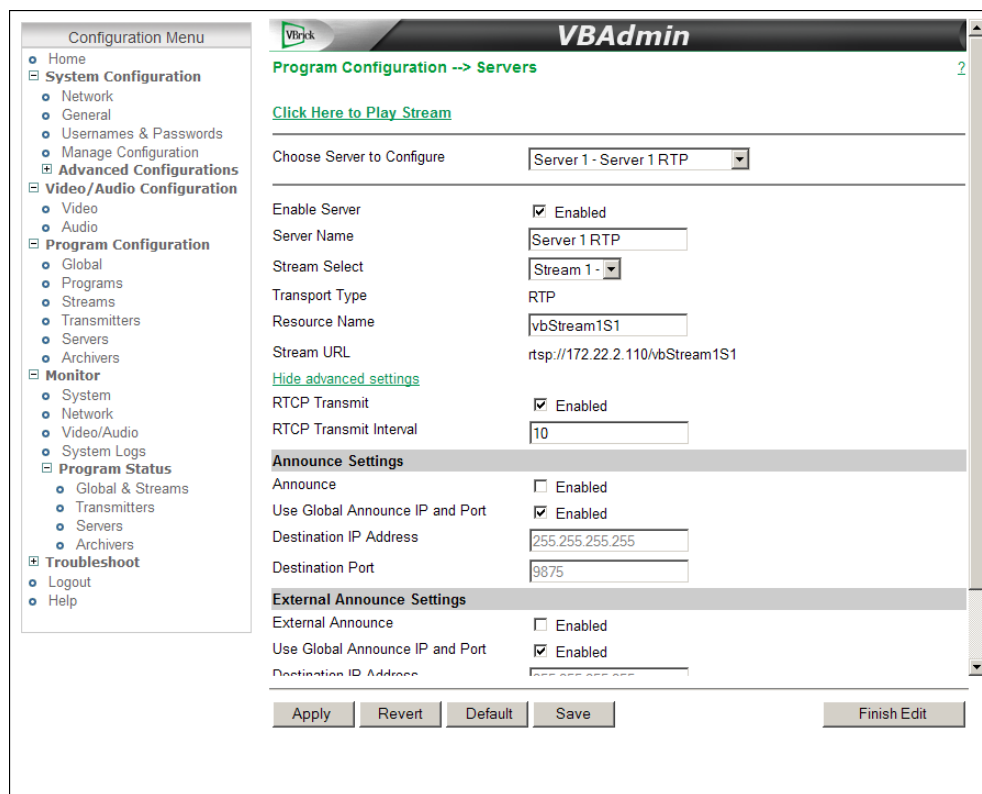 Configuration Menu
Home
System Configuration
Network
General
Usernames & Passwords
Manage Configuration
Advanced Configurations
Video/Audio Configuration
Video
Audio
Program Configuration
Global
Programs
Streams
Transmitters
Servers
Archivers
Monitor
System
Network
Video/Audio
System Logs
Program Status
Global & Streams
Transmitters
Servers
Archivers
Troubleshoot
Logout
Help
VBrick
VBAdmin
Program Configuration --> Servers ?
Click Here to Play Stream
Choose Server to Configure Server 1 - Server 1 RTP
Enable Server Enabled
Server Name Server 1 RTP
Stream Select Stream 1 -
Transport Type RTP
Resource Name vbStream1S1
Stream URL rtsp://172.22.2.110/vbStream1S1
Hide advanced settings
RTCP Transmit Enabled
RTCP Transmit Interval 10
Announce Settings
Announce Enabled
Use Global Announce IP and Port Enabled
Destination IP Address 255.255.255.255
Destination Port 9875
External Announce Settings
External Announce Enabled
Use Global Announce IP and Port Enabled
Destination IP Address 255.255.255.255
Apply Revert Default Save Finish Edit